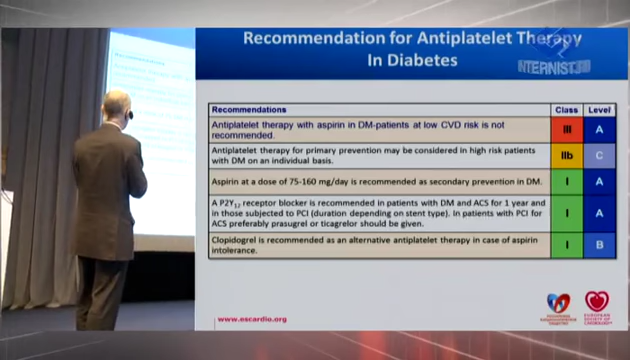 Recommendation for Antiplatelet Therapy
In Diabetes
INTERNIST
Recommendations Class Level
Antiplatelet therapy with aspirin in DM-patients at low CVD risk is not
recommended. III A
Antiplatelet therapy for primary prevention may be considered in high risk patients
with DM on an individual basis. IIb C
Aspirin at a dose of 75-160 mg/day is recommended as secondary prevention in DM. I A
A P2Y12 receptor blocker is recommended in patients with DM and ACS for 1 year and
in those subjected to PCI (duration depending on stent type). In patients with PCI for
ACS preferably prasugrel or ticagrelor should be given. I A
Clopidogrel is recommended as an alternative antiplatelet therapy in case of aspirin
intolerance. I B
www.escardio.org
EUROPEAN
SOCIETY OF
CARDIOLOGY